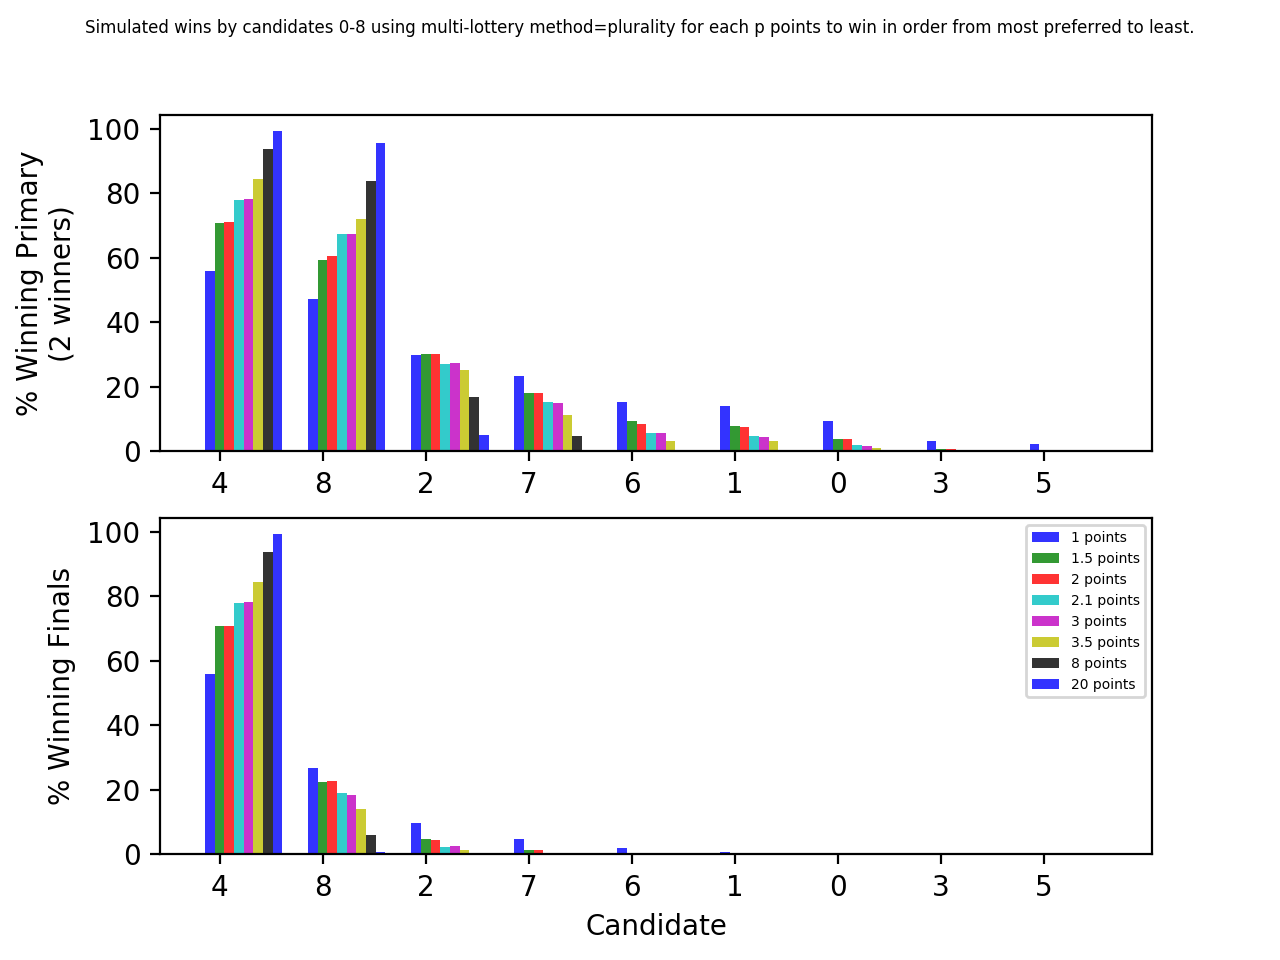 Simulated wins by candidates 0-8 using multi-lottery method=plurality for each p points to win in order from most preferred to least.
% Winning Primary
(2 winners)
100
80
60
40
20
0
4 8 2 7 6 1 0 3 5
% Winning Finals
100
80
60
40
20
0
1 points
1.5 points
2 points
2.1 points
3 points
3.5 points
8 points
20 points
4 8 2 7 6 1 0 3 5
Candidate